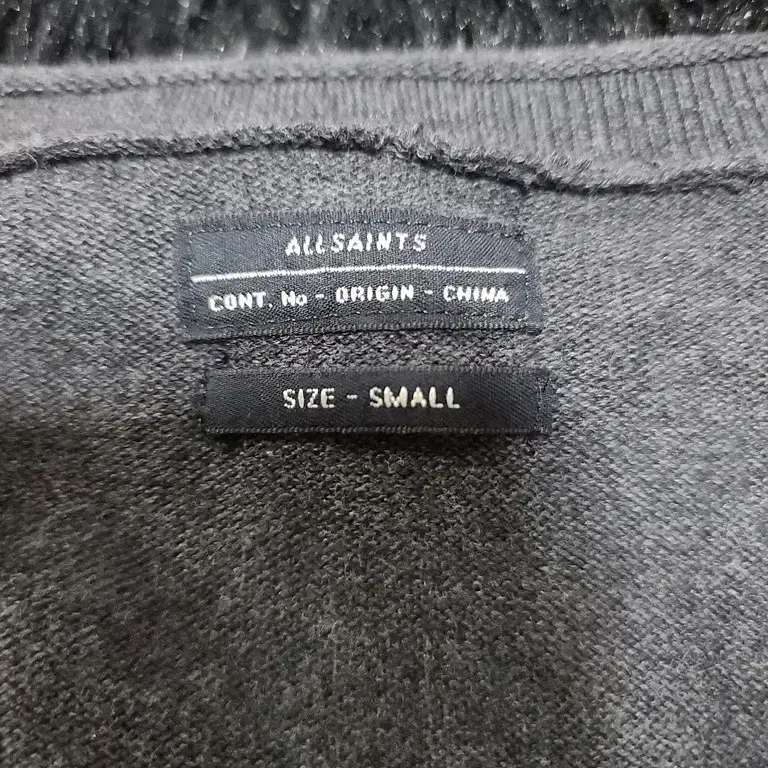 ALLSAINTS
CONT. No - ORIGIN - CHINA
SIZE - SMALL